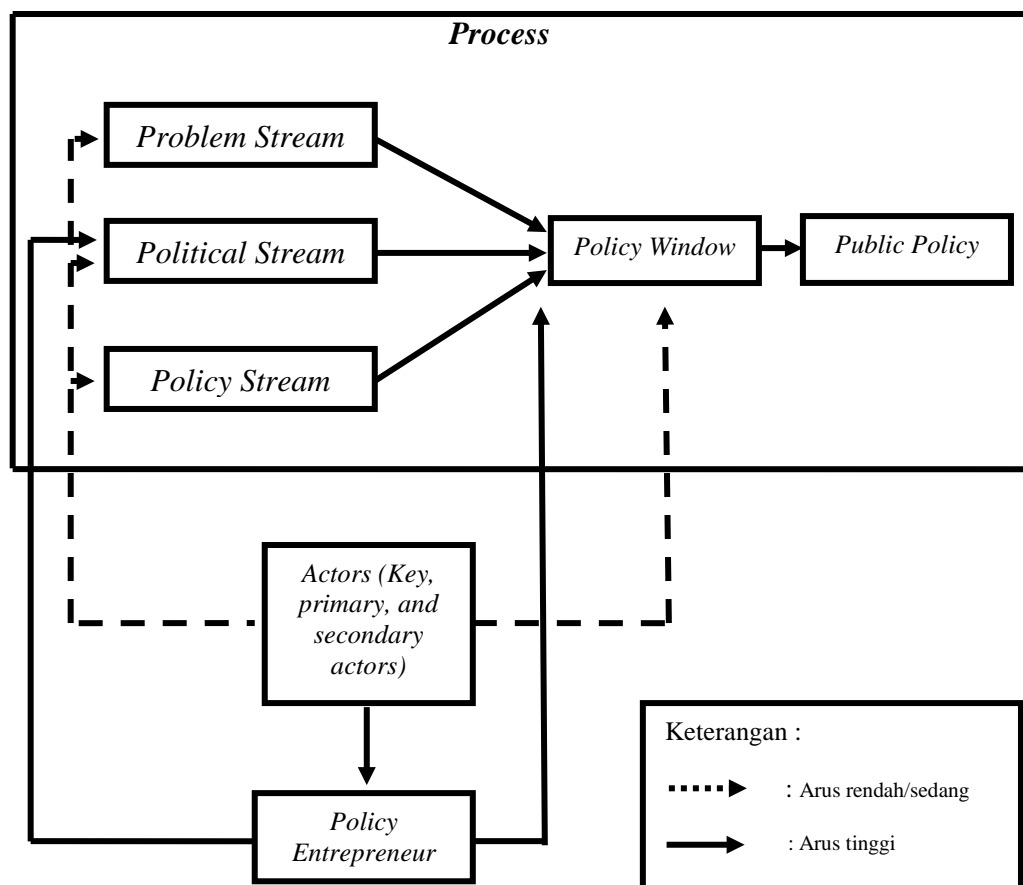 Process
Problem Stream
Political Stream
Policy Window
Public Policy
Policy Stream
Actors (Key,
primary, and
secondary
actors)
Policy
Entrepreneur
Keterangan :
: Arus rendah/sedang
: Arus tinggi